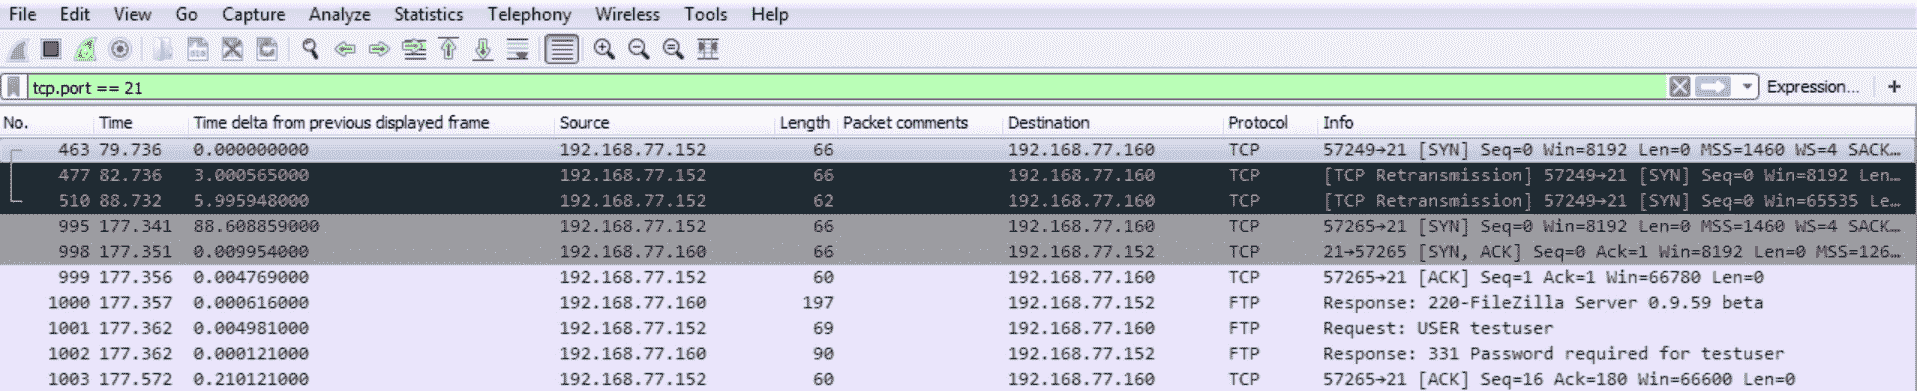 File Edit View Go Capture Analyze Statistics Telephony Wireless Tools Help
tcp.port == 21 Expression... +
No. Time Time delta from previous displayed frame Source Length Packet comments Destination Protocol Info
463 79.736 0.000000000 192.168.77.152 66 192.168.77.160 TCP 57249→21 [SYN] Seq=0 Win=8192 Len=0 MSS=1460 WS=4 SACK…
477 82.736 3.000565000 192.168.77.152 66 192.168.77.160 TCP [TCP Retransmission] 57249→21 [SYN] Seq=0 Win=8192 Len…
510 88.732 5.995948000 192.168.77.152 62 192.168.77.160 TCP [TCP Retransmission] 57249→21 [SYN] Seq=0 Win=65535 Le…
995 177.341 88.608859000 192.168.77.152 66 192.168.77.160 TCP 57265→21 [SYN] Seq=0 Win=8192 Len=0 MSS=1460 WS=4 SACK…
998 177.351 0.009954000 192.168.77.160 66 192.168.77.152 TCP 21→57265 [SYN, ACK] Seq=0 Ack=1 Win=8192 Len=0 MSS=126…
999 177.356 0.004769000 192.168.77.152 60 192.168.77.160 TCP 57265→21 [ACK] Seq=1 Ack=1 Win=66780 Len=0
1000 177.357 0.000616000 192.168.77.160 197 192.168.77.152 FTP Response: 220-FileZilla Server 0.9.59 beta
1001 177.362 0.004981000 192.168.77.152 69 192.168.77.160 FTP Request: USER testuser
1002 177.362 0.000121000 192.168.77.160 90 192.168.77.152 FTP Response: 331 Password required for testuser
1003 177.572 0.210121000 192.168.77.152 60 192.168.77.160 TCP 57265→21 [ACK] Seq=16 Ack=180 Win=66600 Len=0